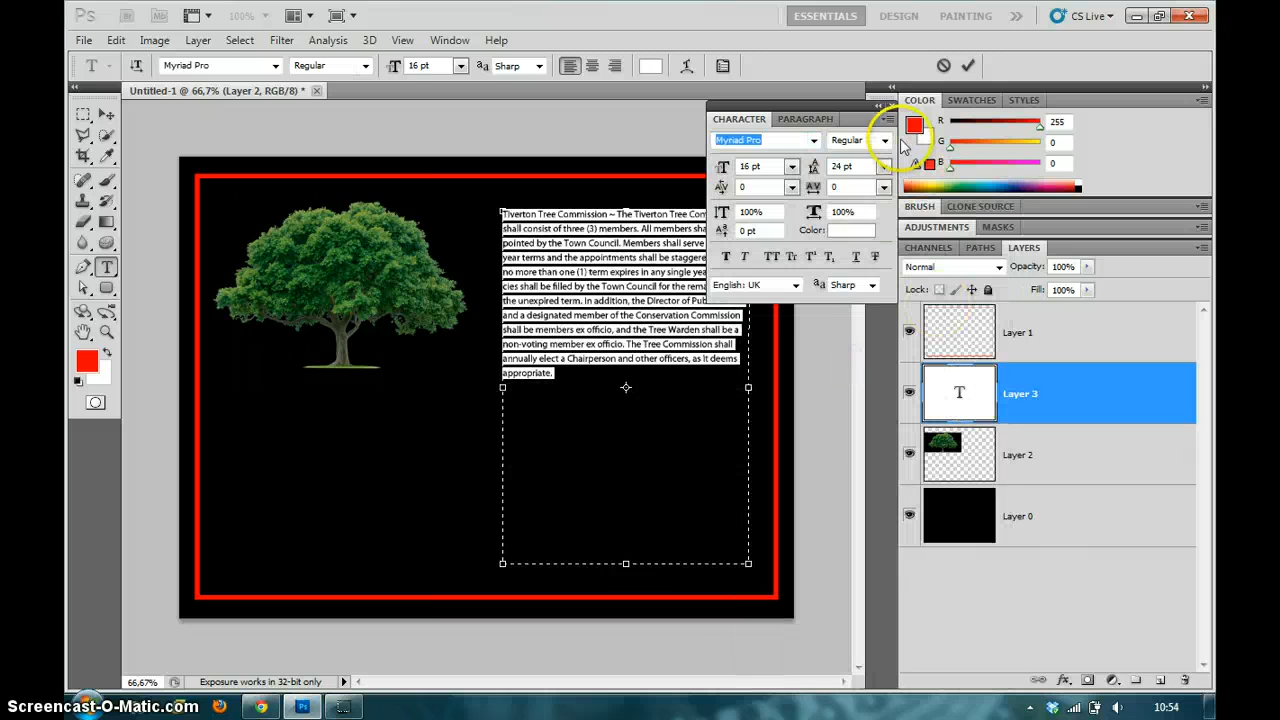 Ps Br Mb 100% ESSENTIALS DESIGN PAINTING CS Live
File Edit Image Layer Select Filter Analysis 3D View Window Help
T Myriad Pro Regular 16 pt Sharp
Untitled-1 @ 66,7% (Layer 2, RGB/8) *
COLOR SWATCHES STYLES
R 255
G 0
B 0
CHARACTER PARAGRAPH
Myriad Pro Regular
16 pt 24 pt
0 0
100% 100%
0 pt Color:
T T TT Tr T¹ T₁ T T
English: UK Sharp
Tiverton Tree Commission ~ The Tiverton Tree Com
shall consist of three (3) members. All members sha
pointed by the Town Council. Members shall serve
year terms and the appointments shall be staggere
no more than one (1) term expires in any single yea
cies shall be filled by the Town Council for the rema
the unexpired term. In addition, the Director of Pub
and a designated member of the Conservation Commission
shall be members ex officio, and the Tree Warden shall be a
non-voting member ex officio. The Tree Commission shall
annually elect a Chairperson and other officers, as it deems
appropriate.
BRUSH CLONE SOURCE
ADJUSTMENTS MASKS
CHANNELS PATHS LAYERS
Normal Opacity: 100%
Lock: Fill: 100%
Layer 1
T Layer 3
Layer 2
Layer 0
66,67% Exposure works in 32-bit only
Screencast-O-Matic.com Ps 10:54